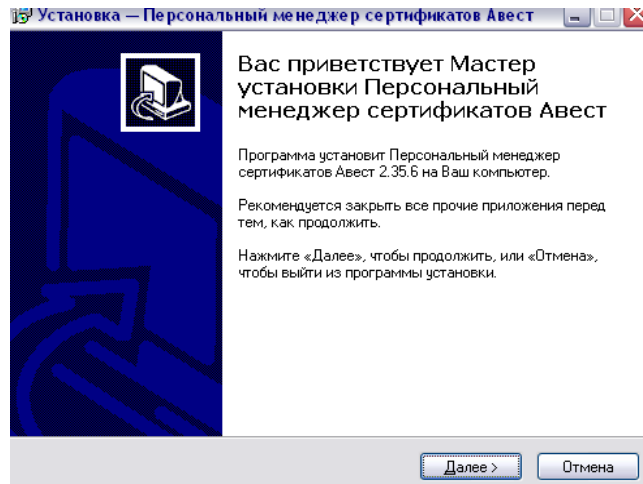 Установка — Персональный менеджер сертификатов Авест
Вас приветствует Мастер
установки Персональный
менеджер сертификатов Авест
Программа установит Персональный менеджер
сертификатов Авест 2.35.6 на Ваш компьютер.
Рекомендуется закрыть все прочие приложения перед
тем, как продолжить.
Нажмите «Далее», чтобы продолжить, или «Отмена»,
чтобы выйти из программы установки.
Далее >
Отмена